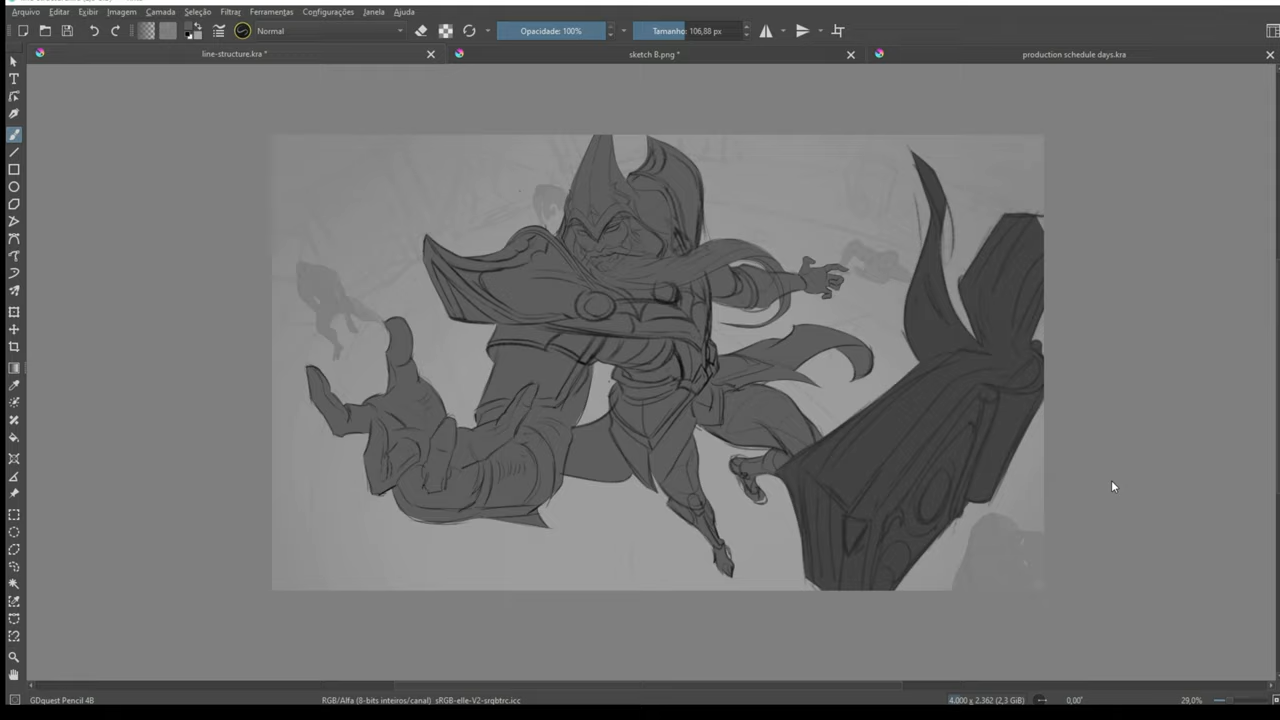 Arquivo Editar Exibir Imagem Camada Seleção Filtrar Ferramentas Configurações Janela Ajuda
Normal Opacidade: 100% Tamanho: 106,88 px
line-structure.kra * sketch B.png * production schedule days.kra
GDquest Pencil 4B RGB/Alfa (8-bits inteiros/canal) sRGB-elle-V2-srgbtrc.icc 4.000 x 2.362 (2,3 GiB) 0,00° 29,0%